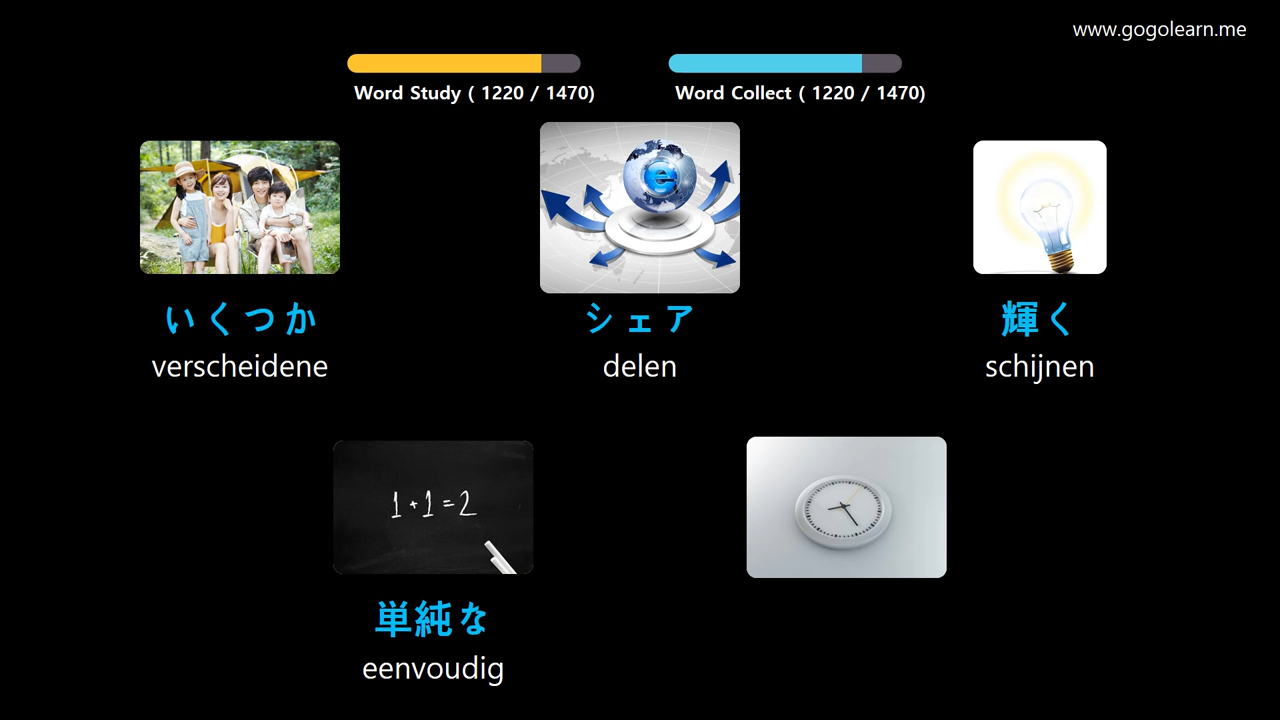 www.gogolearn.me
Word Study ( 1220 / 1470)
Word Collect ( 1220 / 1470)
いくつか
verscheidene
シェア
delen
輝く
schijnen
1+1=2
単純な
eenvoudig